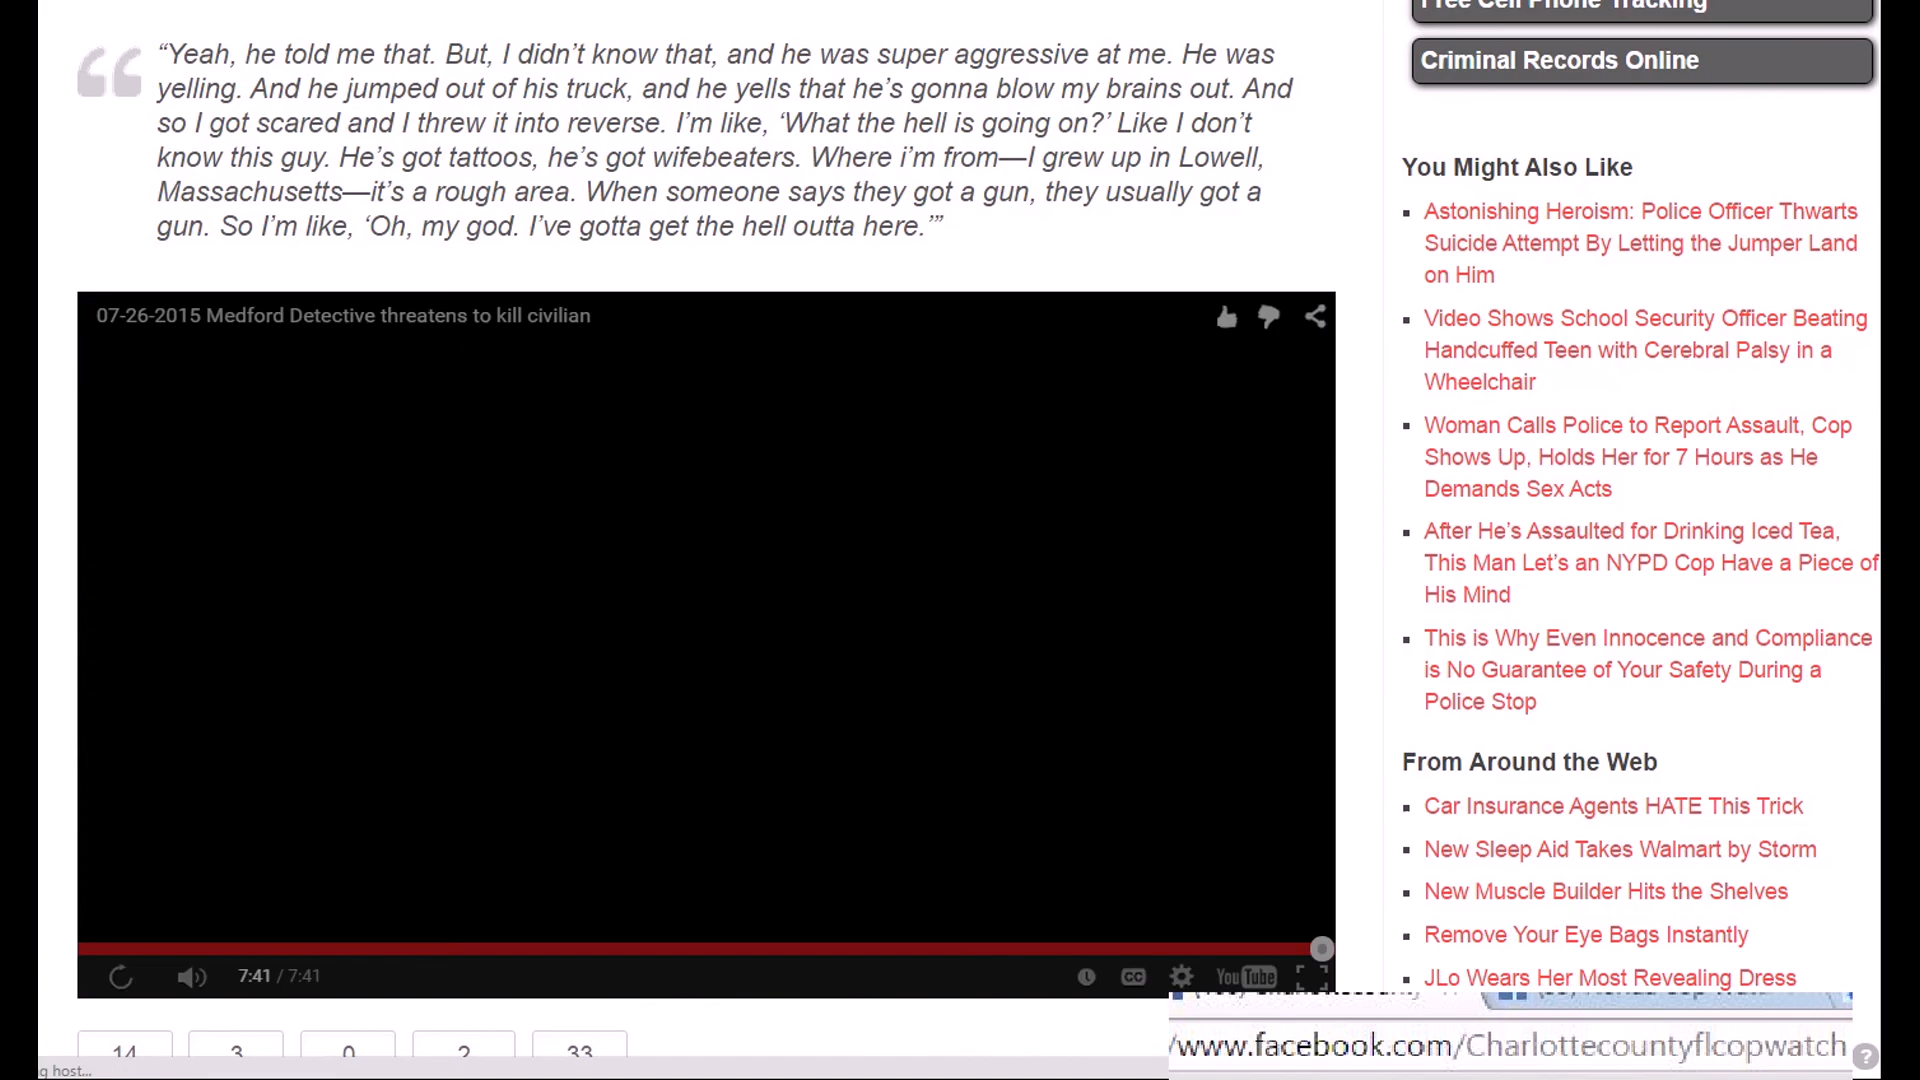 Free Cell Phone Tracking
Criminal Records Online
“Yeah, he told me that. But, I didn’t know that, and he was super aggressive at me. He was
yelling. And he jumped out of his truck, and he yells that he’s gonna blow my brains out. And
so I got scared and I threw it into reverse. I’m like, ‘What the hell is going on?’ Like I don’t
know this guy. He’s got tattoos, he’s got wifebeaters. Where i’m from—I grew up in Lowell,
Massachusetts—it’s a rough area. When someone says they got a gun, they usually got a
gun. So I’m like, ‘Oh, my god. I’ve gotta get the hell outta here.’”
07-26-2015 Medford Detective threatens to kill civilian
7:41 / 7:41
CC
YouTube
14
3
0
2
33
g host...
You Might Also Like
Astonishing Heroism: Police Officer Thwarts
Suicide Attempt By Letting the Jumper Land
on Him
Video Shows School Security Officer Beating
Handcuffed Teen with Cerebral Palsy in a
Wheelchair
Woman Calls Police to Report Assault, Cop
Shows Up, Holds Her for 7 Hours as He
Demands Sex Acts
After He’s Assaulted for Drinking Iced Tea,
This Man Let’s an NYPD Cop Have a Piece of
His Mind
This is Why Even Innocence and Compliance
is No Guarantee of Your Safety During a
Police Stop
From Around the Web
Car Insurance Agents HATE This Trick
New Sleep Aid Takes Walmart by Storm
New Muscle Builder Hits the Shelves
Remove Your Eye Bags Instantly
JLo Wears Her Most Revealing Dress
/www.facebook.com/Charlottecountyflcopwatch
?